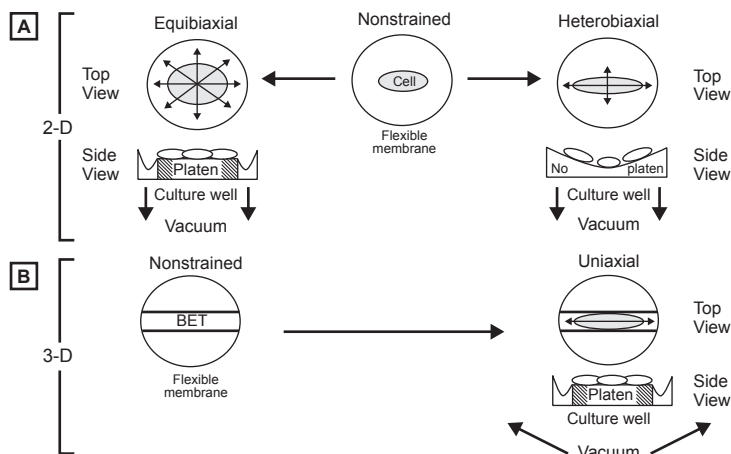 A
Equibiaxial
Nonstrained
Heterobiaxial
Top
View
Cell
Top
View
Flexible
membrane
2-D
Side
View
Platen
No platen
Side
View
Culture well
Culture well
Vacuum
Vacuum
B
Nonstrained
Uniaxial
BET
Top
View
3-D
Flexible
membrane
Platen
Side
View
Culture well
Vacuum